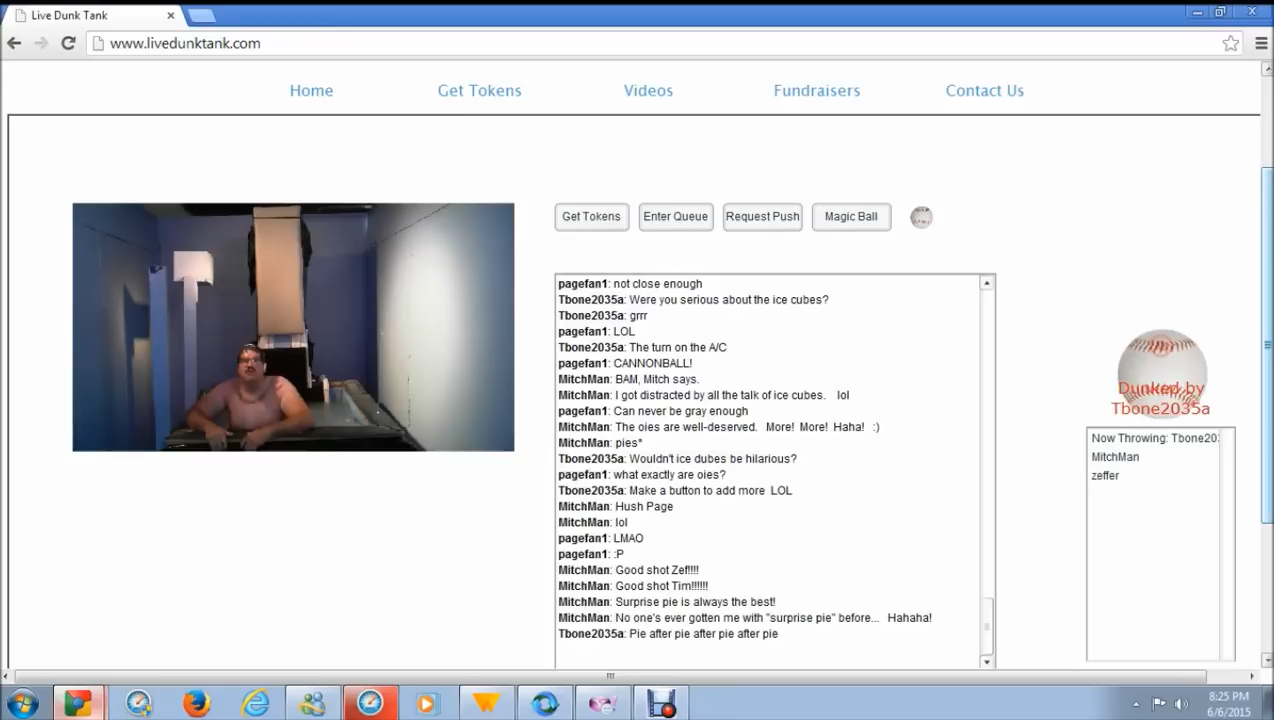 Live Dunk Tank
www.livedunktank.com
Home Get Tokens Videos Fundraisers Contact Us
Get Tokens Enter Queue Request Push Magic Ball
pagefan1: not close enough
Tbone2035a: Were you serious about the ice cubes?
Tbone2035a: grrr
pagefan1: LOL
Tbone2035a: The turn on the A/C
pagefan1: CANNONBALL!
MitchMan: BAM, Mitch says.
MitchMan: I got distracted by all the talk of ice cubes. lol
pagefan1: Can never be gray enough
MitchMan: The oies are well-deserved. More! More! Haha! :)
MitchMan: pies*
Tbone2035a: Wouldn't ice dubes be hilarious?
pagefan1: what exactly are oies?
Tbone2035a: Make a button to add more LOL
MitchMan: Hush Page
MitchMan: lol
pagefan1: LMAO
pagefan1: :P
MitchMan: Good shot Zef!!!!
MitchMan: Good shot Tim!!!!!!
MitchMan: Surprise pie is always the best!
MitchMan: No one's ever gotten me with "surprise pie" before... Hahaha!
Tbone2035a: Pie after pie after pie after pie
Dunked by
Tbone2035a
Now Throwing: Tbone20
MitchMan
zeffer
8:25 PM
6/6/2015